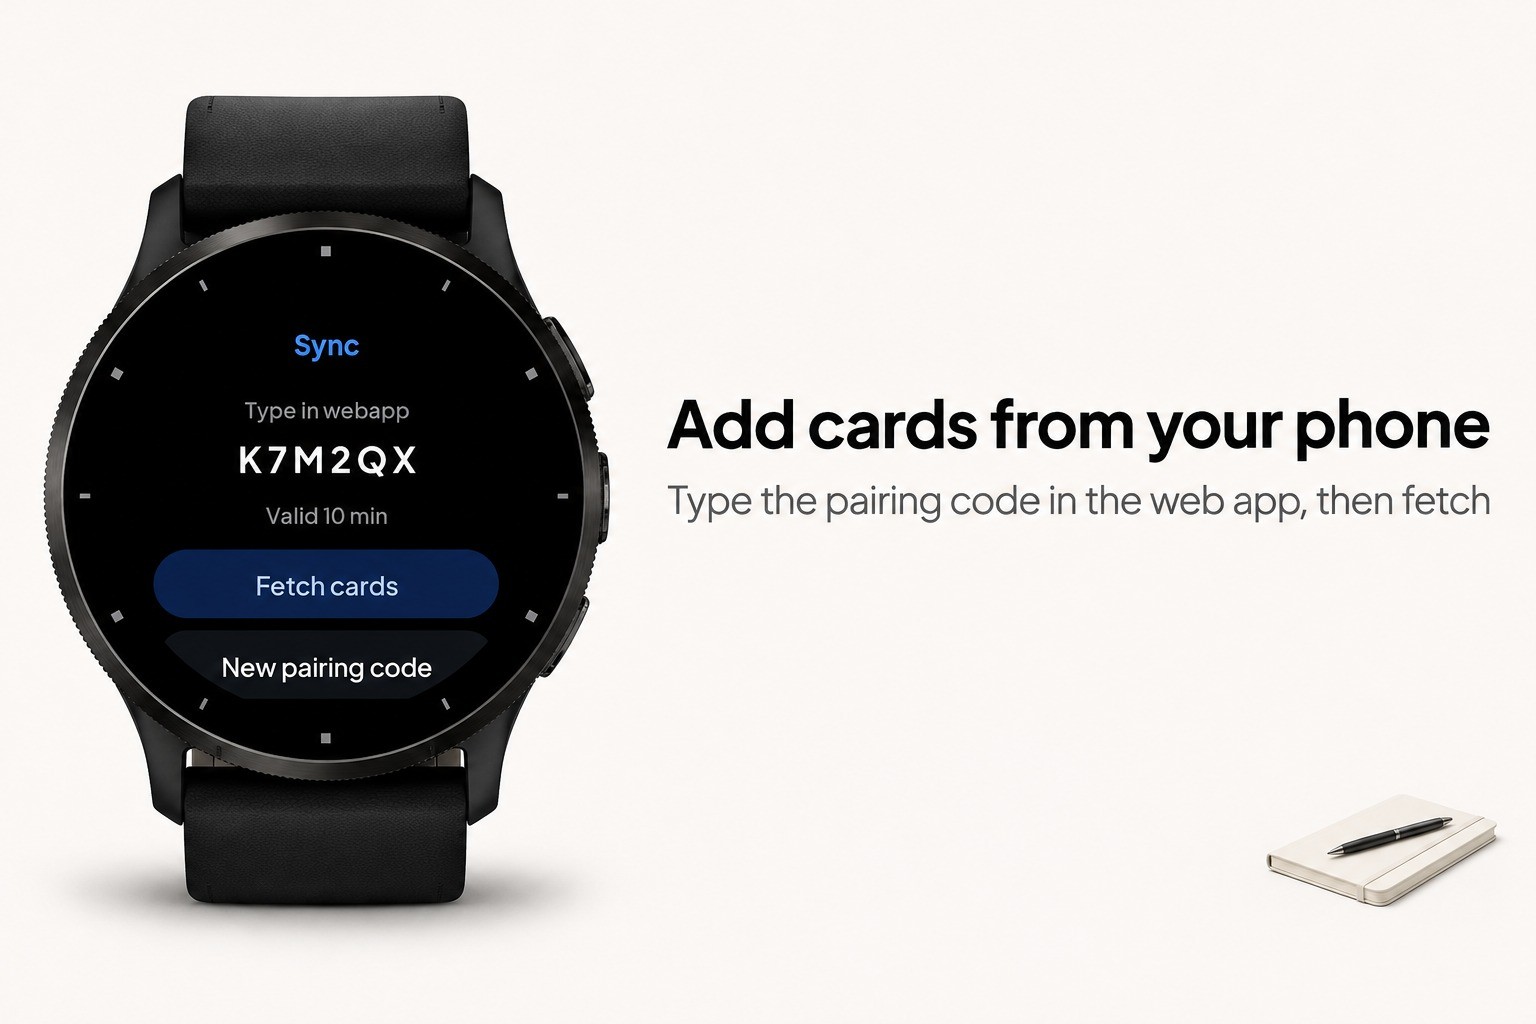 Sync
Type in webapp
K7M2QX
Valid 10 min
Fetch cards
New pairing code
Add cards from your phone
Type the pairing code in the web app, then fetch